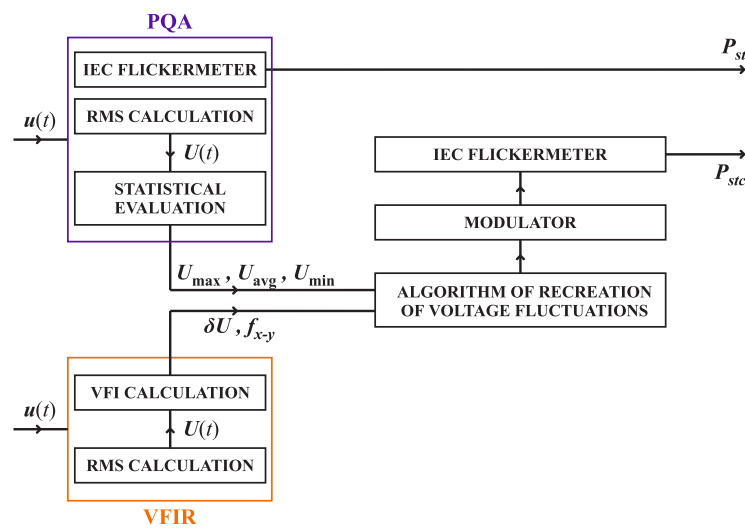 PQA
IEC FLICKERMETER
P_st
u(t)
RMS CALCULATION
U(t)
STATISTICAL
EVALUATION
IEC FLICKERMETER
P_stc
MODULATOR
U_max , U_avg , U_min
ALGORITHM OF RECREATION
OF VOLTAGE FLUCTUATIONS
δU , f_x-y
VFI CALCULATION
u(t)
U(t)
RMS CALCULATION
VFIR